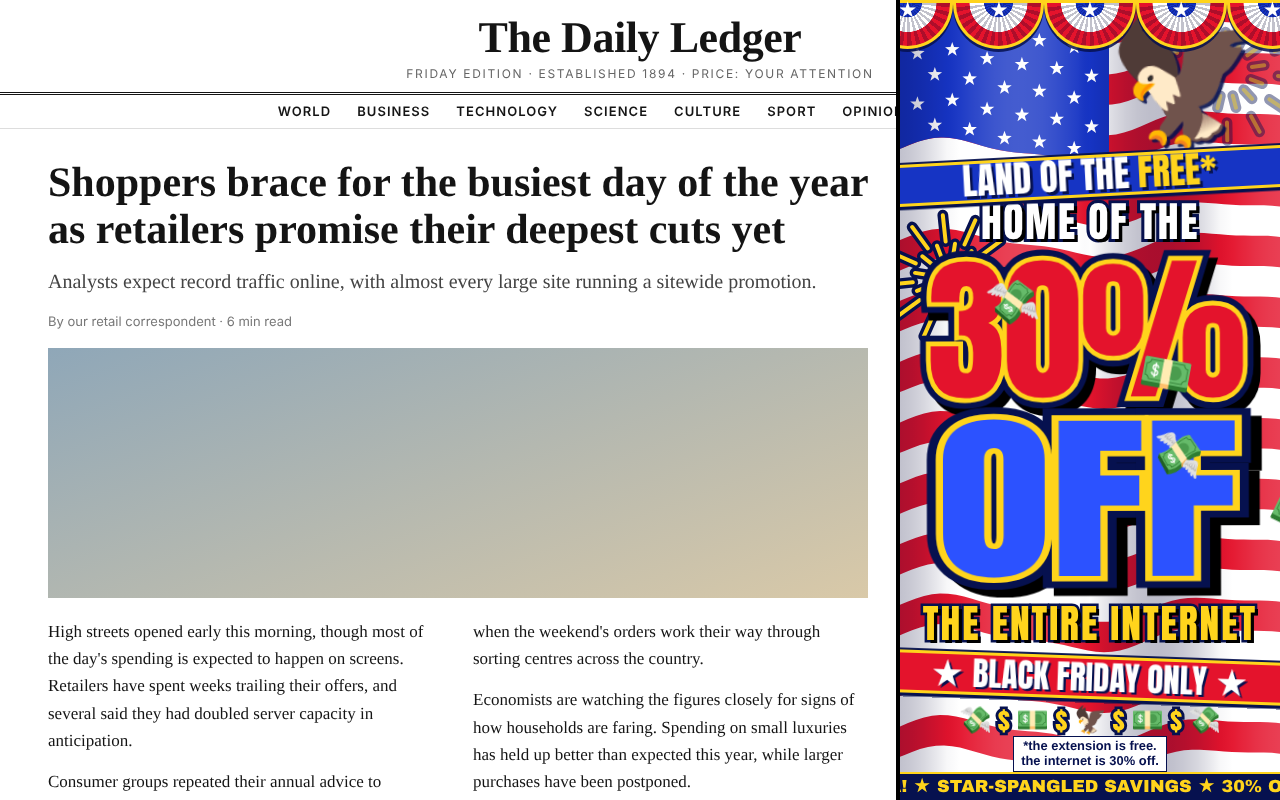 The Daily Ledger
FRIDAY EDITION · ESTABLISHED 1894 · PRICE: YOUR ATTENTION
WORLD BUSINESS TECHNOLOGY SCIENCE CULTURE SPORT
Shoppers brace for the busiest day of the year
as retailers promise their deepest cuts yet
Analysts expect record traffic online, with almost every large site running a sitewide promotion.
By our retail correspondent · 6 min read
High streets opened early this morning, though most of
the day's spending is expected to happen on screens.
Retailers have spent weeks trailing their offers, and
several said they had doubled server capacity in
anticipation.
Consumer groups repeated their annual advice to
when the weekend's orders work their way through
sorting centres across the country.
Economists are watching the figures closely for signs of
how households are faring. Spending on small luxuries
has held up better than expected this year, while larger
purchases have been postponed.
LAND OF THE FREE*
HOME OF THE
30%
OFF
THE ENTIRE INTERNET
★ BLACK FRIDAY ONLY ★
$ $ $ $
*the extension is free.
the internet is 30% off.
! ★ STAR-SPANGLED SAVINGS ★ 30%